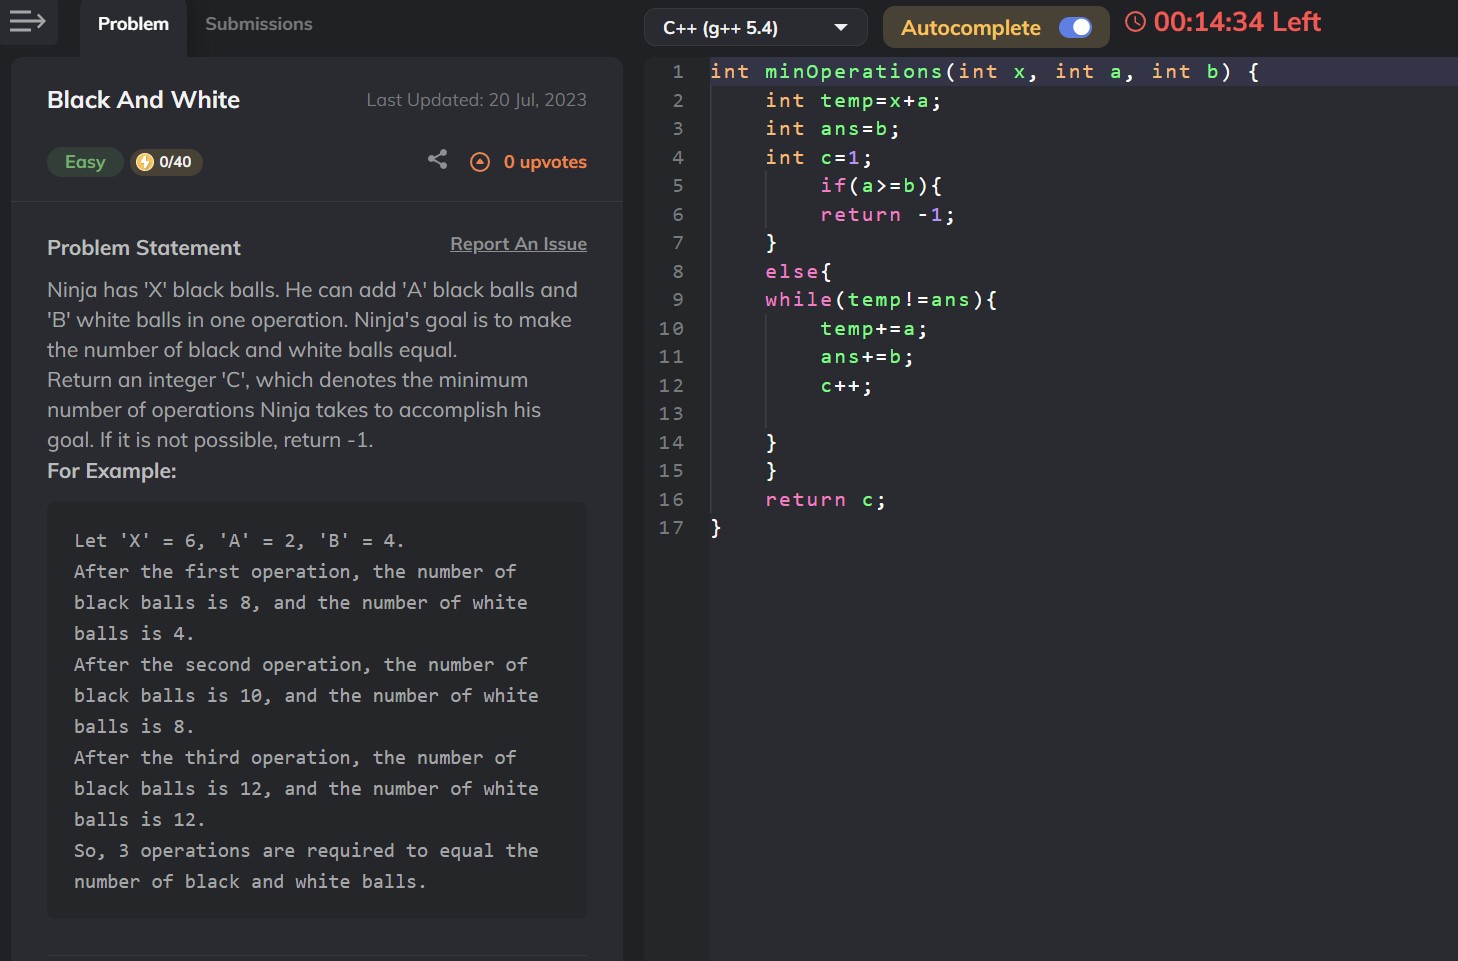 Problem
Submissions
Black And White
Last Updated: 20 Jul, 2023
Easy
0/40
0 upvotes
Problem Statement
Report An Issue
Ninja has 'X' black balls. He can add 'A' black balls and
'B' white balls in one operation. Ninja's goal is to make
the number of black and white balls equal.
Return an integer 'C', which denotes the minimum
number of operations Ninja takes to accomplish his
goal. If it is not possible, return -1.
For Example:
Let 'X' = 6, 'A' = 2, 'B' = 4.
After the first operation, the number of
black balls is 8, and the number of white
balls is 4.
After the second operation, the number of
black balls is 10, and the number of white
balls is 8.
After the third operation, the number of
black balls is 12, and the number of white
balls is 12.
So, 3 operations are required to equal the
number of black and white balls.
C++ (g++ 5.4)
Autocomplete
00:14:34 Left
1 int minOperations(int x, int a, int b) {
2 int temp=x+a;
3 int ans=b;
4 int c=1;
5 if(a>=b){
6 return -1;
7 }
8 else{
9 while(temp!=ans){
10 temp+=a;
11 ans+=b;
12 c++;
13
14 }
15 }
16 return c;
17 }